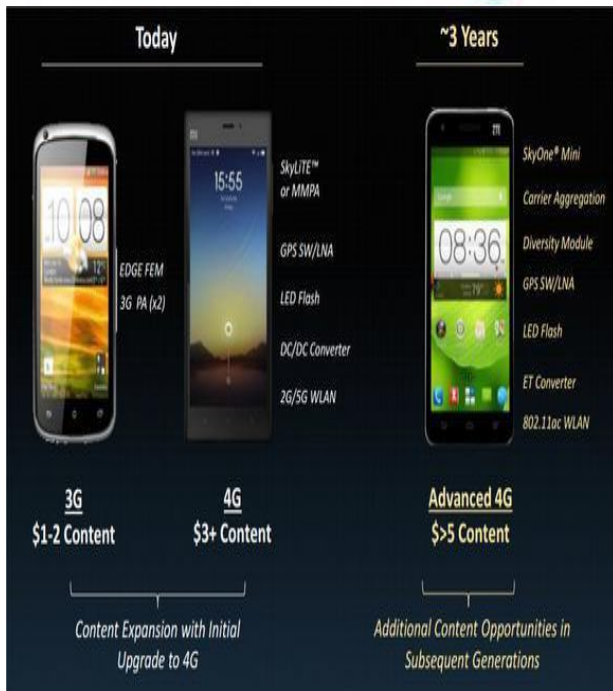 Today
~3 Years
10 08
12°
EDGE FEM
3G PA (x2)
15:55
SkyLiTE™
or MMPA
GPS SW/LNA
LED Flash
DC/DC Converter
2G/5G WLAN
ZTE
08:36
SkyOne® Mini
Carrier Aggregation
Diversity Module
GPS SW/LNA
LED Flash
ET Converter
802.11ac WLAN
3G
$1-2 Content
4G
$3+ Content
Advanced 4G
$>5 Content
Content Expansion with Initial
Upgrade to 4G
Additional Content Opportunities in
Subsequent Generations